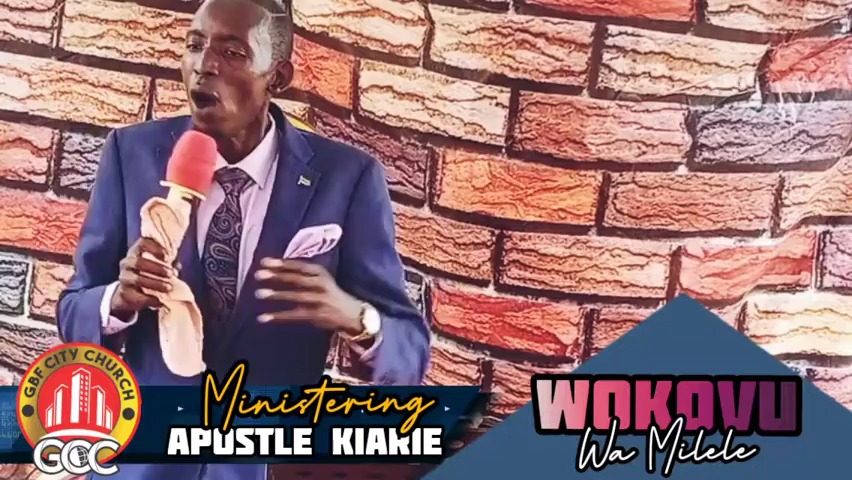 GBF CITY CHURCH
GCC
Ministering
APOSTLE KIARIE
WOKOVU
Wa Milele